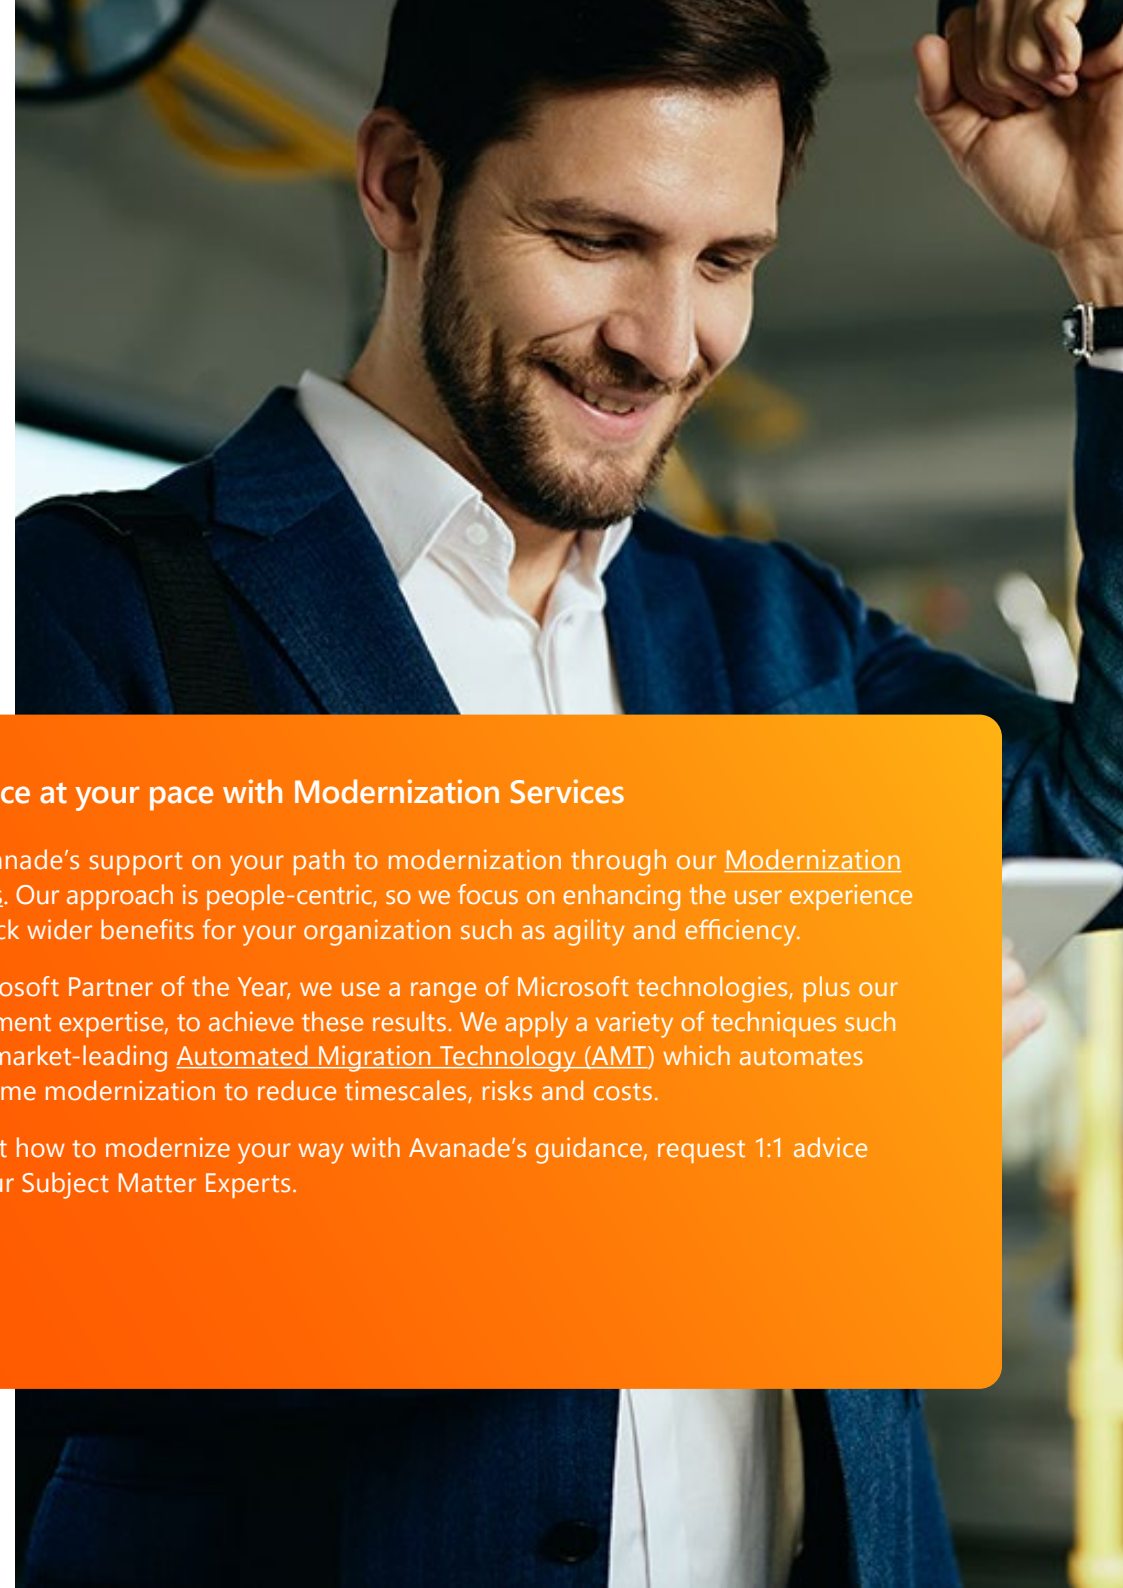 ce at your pace with Modernization Services
anade’s support on your path to modernization through our Modernization
s. Our approach is people-centric, so we focus on enhancing the user experience
ck wider benefits for your organization such as agility and efficiency.
osoft Partner of the Year, we use a range of Microsoft technologies, plus our
ment expertise, to achieve these results. We apply a variety of techniques such
market-leading Automated Migration Technology (AMT) which automates
me modernization to reduce timescales, risks and costs.
t how to modernize your way with Avanade’s guidance, request 1:1 advice
ur Subject Matter Experts.